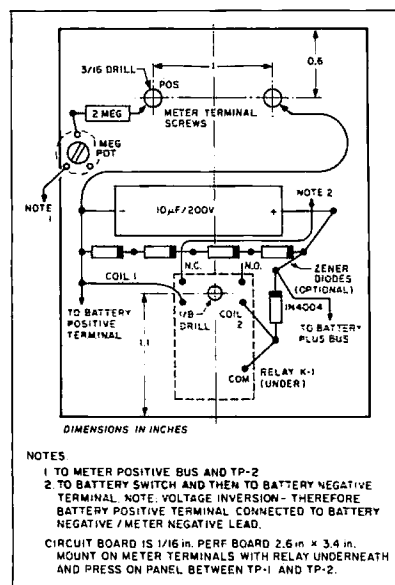 3/16 DRILL
POS
1
0.6
2 MEG
METER TERMINAL
SCREWS
MEG
POT
NOTE
1
NOTE 2
-
10µF/200V
+
N.C.
N.O.
COIL 1
ZENER
DIODES
(OPTIONAL)
TO BATTERY
POSITIVE
TERMINAL
1.1
1/8
DRILL
COIL
2
1N4004
TO BATTERY
PLUS BUS
COM
RELAY K-1
(UNDER)
DIMENSIONS IN INCHES
NOTES
1 TO METER POSITIVE BUS AND TP-2
2. TO BATTERY SWITCH AND THEN TO BATTERY NEGATIVE
TERMINAL. NOTE: VOLTAGE INVERSION - THEREFORE
BATTERY POSITIVE TERMINAL CONNECTED TO BATTERY
NEGATIVE / METER NEGATIVE LEAD.
CIRCUIT BOARD IS 1/16 in. PERF BOARD 2.6 in × 3.4 in.
MOUNT ON METER TERMINALS WITH RELAY UNDERNEATH
AND PRESS ON PANEL BETWEEN TP-1 AND TP-2.